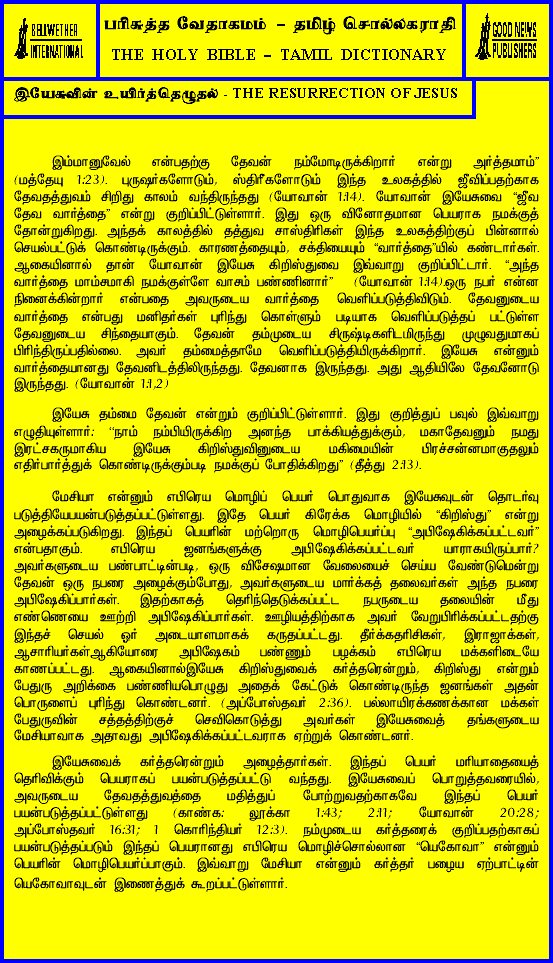 BELLWETHER
INTERNATIONAL
பரிசுத்த வேதாகமம் – தமிழ் சொல்லகராதி
THE HOLY BIBLE – TAMIL DICTIONARY
GOOD NEWS
PUBLISHERS
இயேசுவின் உயிர்த்தெழுதல் - THE RESURRECTION OF JESUS
இம்மானுவேல் என்பதற்கு தேவன் நம்மோடிருக்கிறார் என்று அர்த்தமாம்”
(மத்தேயு 1:23). புருஷர்களோடும், ஸ்திரீகளோடும் இந்த உலகத்தில் ஜீவிப்பதற்காக
தேவதத்துவம் சிறிது காலம் வந்திருந்தது (யோவான் 1:14). யோவான் இயேசுவை “ஜீவ
தேவ வார்த்தை” என்று குறிப்பிட்டுள்ளார். இது ஒரு வினோதமான பெயராக நமக்குத்
தோன்றுகிறது. அந்தக் காலத்தில் தத்துவ சாஸ்திரிகள் இந்த உலகத்திற்குப் பின்னால்
செயல்பட்டுக் கொண்டிருக்கும். காரணத்தையும், சக்தியையும் “வார்த்தை”யில் கண்டார்கள்.
ஆகையினால் தான் யோவான் இயேசு கிறிஸ்துவை இவ்வாறு குறிப்பிட்டார். “அந்த
வார்த்தை மாம்சமாகி நமக்குள்ளே வாசம் பண்ணினார்” (யோவான் 1:14).ஒரு நபர் என்ன
நினைக்கின்றார் என்பதை அவருடைய வார்த்தை வெளிப்படுத்திவிடும். தேவனுடைய
வார்த்தை என்பது மனிதர்கள் புரிந்து கொள்ளும் படியாக வெளிப்படுத்தப் பட்டுள்ள
தேவனுடைய சிந்தையாகும். தேவன் தம்முடைய சிருஷ்டிகளிடமிருந்து முழுவதுமாகப்
பிரிந்திருப்பதில்லை. அவர் தம்மைத்தாமே வெளிப்படுத்தியிருக்கிறார். இயேசு என்னும்
வார்த்தையானது தேவனிடத்திலிருந்தது. தேவனாக இருந்தது. அது ஆதியிலே தேவனோடு
இருந்தது. (யோவான் 1:1,2)
இயேசு தம்மை தேவன் என்றும் குறிப்பிட்டுள்ளார். இது குறித்துப் பவுல் இவ்வாறு
எழுதியுள்ளார்: “நாம் நம்பியிருக்கிற அனந்த பாக்கியத்துக்கும், மகாதேவனும் நமது
இரட்சகருமாகிய இயேசு கிறிஸ்துவினுடைய மகிமையின் பிரச்சன்னமாகுதலும்
எதிர்பார்த்துக் கொண்டிருக்கும்படி நமக்குப் போதிக்கிறது” (தீத்து 2:13).
மேசியா என்னும் எபிரெய மொழிப் பெயர் பொதுவாக இயேசுவுடன் தொடர்வு
படுத்தியேபயன்படுத்தப்பட்டுள்ளது. இதே பெயர் கிரேக்க மொழியில் “கிறிஸ்து” என்று
அழைக்கப்படுகிறது. இந்தப் பெயரின் மற்றொரு மொழிபெயர்ப்பு “அபிஷேகிக்கப்பட்டவர்”
என்பதாகும். எபிரெய ஜனங்களுக்கு அபிஷேகிக்கப்பட்டவர் யாராகயிருப்பார்?
அவர்களுடைய பண்பாட்டின்படி, ஒரு விசேஷமான வேலையைச் செய்ய வேண்டுமென்று
தேவன் ஒரு நபரை அழைக்கும்போது, அவர்களுடைய மார்க்கத் தலைவர்கள் அந்த நபரை
அபிஷேகிப்பார்கள். இதற்காகத் தெரிந்தெடுக்கப்பட்ட நபருடைய தலையின் மீது
எண்ணெயை ஊற்றி அபிஷேகிப்பார்கள். ஊழியத்திற்காக அவர் வேறுபிரிக்கப்பட்டதற்கு
இந்தச் செயல் ஓர் அடையாளமாகக் கருதப்பட்டது. தீர்க்கதரிசிகள், இராஜாக்கள்,
ஆசாரியர்கள்ஆகியோரை அபிஷேகம் பண்ணும் பழக்கம் எபிரெய மக்களிடையே
காணப்பட்டது. ஆகையினால்இயேசு கிறிஸ்துவைக் கர்த்தரென்றும், கிறிஸ்து என்றும்
பேதுரு அறிக்கை பண்ணியபொழுது அதைக் கேட்டுக் கொண்டிருந்த ஜனங்கள் அதன்
பொருளைப் புரிந்து கொண்டனர். (அப்போஸ்தவர் 2:36). பல்லாயிரக்கணக்கான மக்கள்
பேதுருவின் சத்தத்திற்குச் செவிகொடுத்து அவர்கள் இயேசுவைத் தங்களுடைய
மேசியாவாக அதாவது அபிஷேகிக்கப்பட்டவராக ஏற்றுக் கொண்டனர்.
இயேசுவைக் கர்த்தரென்றும் அழைத்தார்கள். இந்தப் பெயர் மரியாதையைத்
தெரிவிக்கும் பெயராகப் பயன்படுத்தப்பட்டு வந்தது. இயேசுவைப் பொறுத்தவரையில்,
அவருடைய தேவதத்துவத்தை மதித்துப் போற்றுவதற்காகவே இந்தப் பெயர்
பயன்படுத்தப்பட்டுள்ளது (காண்க: லூக்கா 1:43; 2:11; யோவான் 20:28;
அப்போஸ்தவர் 16:31; 1 கொரிந்தியர் 12:3). நம்முடைய கர்த்தரைக் குறிப்பதற்காகப்
பயன்படுத்தப்படும் இந்தப் பெயரானது எபிரெய மொழிச்சொல்லான “யெகோவா” என்னும்
பெயரின் மொழிபெயர்ப்பாகும். இவ்வாறு மேசியா என்னும் கர்த்தர் பழைய ஏற்பாட்டின்
யெகோவாவுடன் இணைத்துக் கூறப்பட்டுள்ளார்.